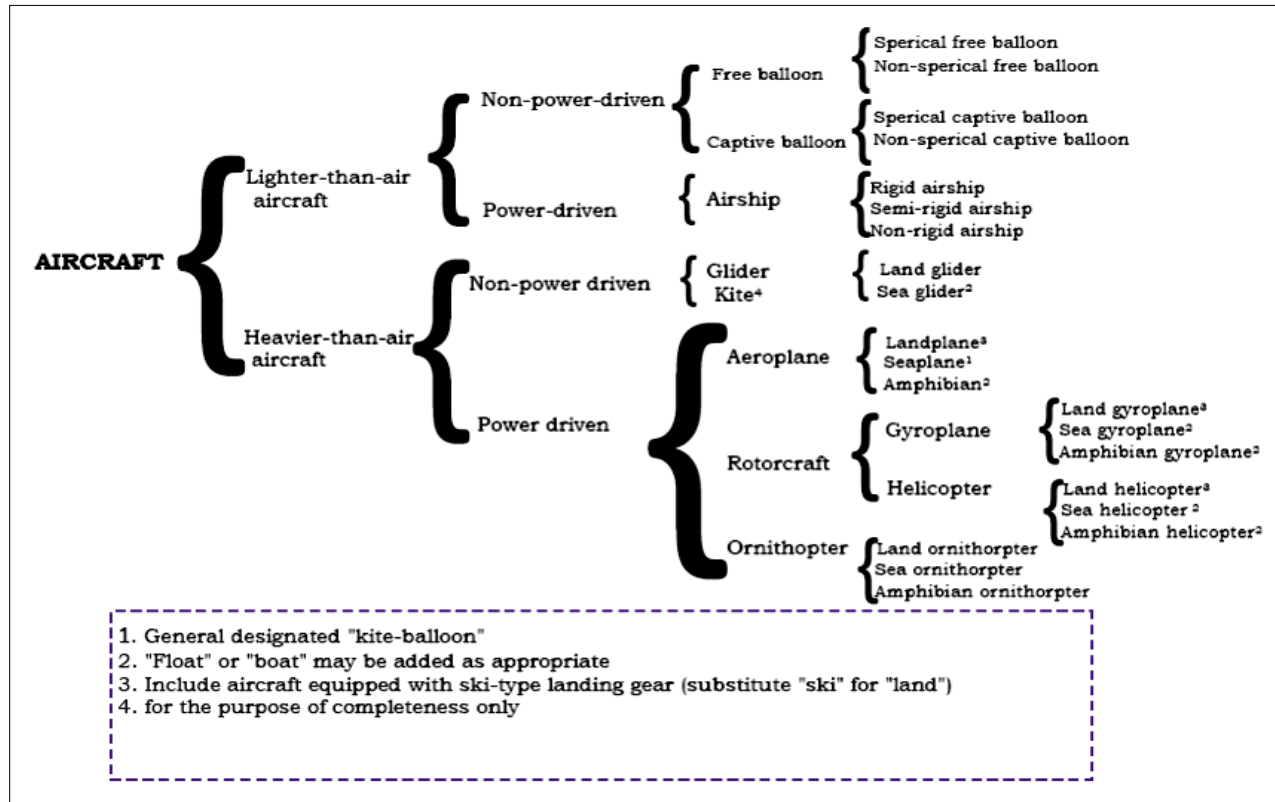 AIRCRAFT
Lighter-than-air
aircraft
Non-power-driven
Free balloon
Sperical free balloon
Non-sperical free balloon
Captive balloon
Sperical captive balloon
Non-sperical captive balloon
Power-driven
Airship
Rigid airship
Semi-rigid airship
Non-rigid airship
Heavier-than-air
aircraft
Non-power driven
Glider
Kite⁴
Land glider
Sea glider²
Power driven
Aeroplane
Landplane³
Seaplane¹
Amphibian²
Rotorcraft
Gyroplane
Land gyroplane³
Sea gyroplane²
Amphibian gyroplane²
Helicopter
Land helicopter³
Sea helicopter ²
Amphibian helicopter²
Ornithopter
Land ornithorpter
Sea ornithorpter
Amphibian ornithorpter
1. General designated "kite-balloon"
2. "Float" or "boat" may be added as appropriate
3. Include aircraft equipped with ski-type landing gear (substitute "ski" for "land")
4. for the purpose of completeness only